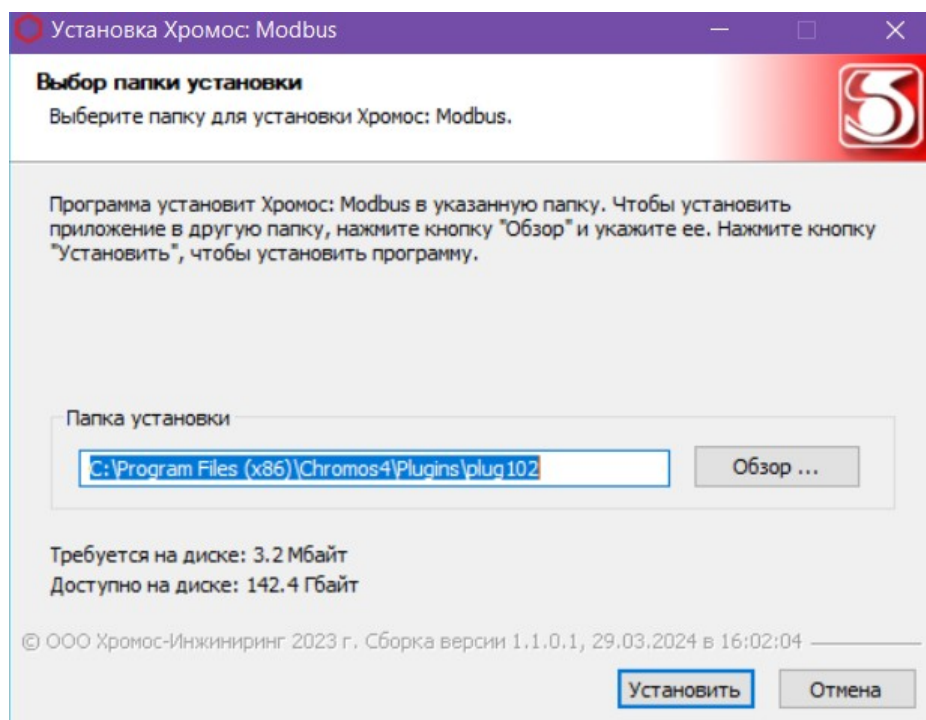 Установка Хромос: Modbus
Выбор папки установки
Выберите папку для установки Хромос: Modbus.
Программа установит Хромос: Modbus в указанную папку. Чтобы установить
приложение в другую папку, нажмите кнопку "Обзор" и укажите ее. Нажмите кнопку
"Установить", чтобы установить программу.
Папка установки
C:\Program Files (x86)\Chromos4\Plugins\plug102
Обзор ...
Требуется на диске: 3.2 Мбайт
Доступно на диске: 142.4 Гбайт
© ООО Хромос-Инжиниринг 2023 г. Сборка версии 1.1.0.1, 29.03.2024 в 16:02:04
Установить
Отмена